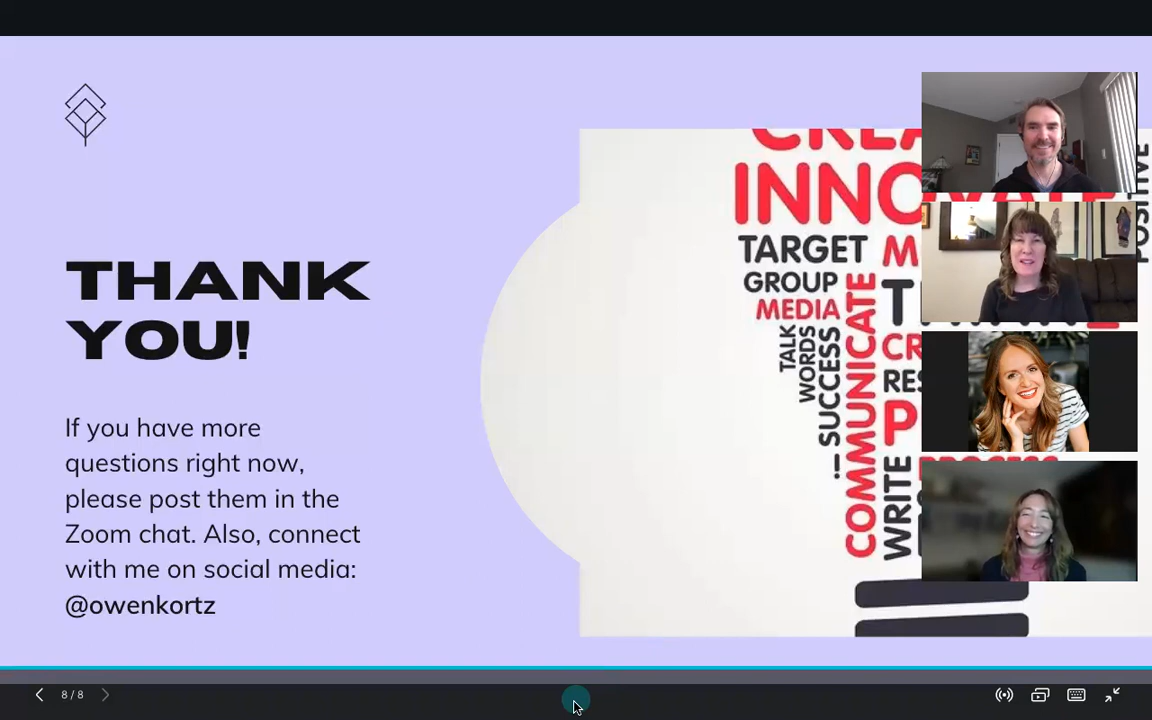 THANK
YOU!
If you have more
questions right now,
please post them in the
Zoom chat. Also, connect
with me on social media:
@owenkortz
INNO
TARGET
GROUP
MEDIA
TALK
WORDS
SUCCESS
COMMUNICATE
WRITE
POSITIVE
8 / 8